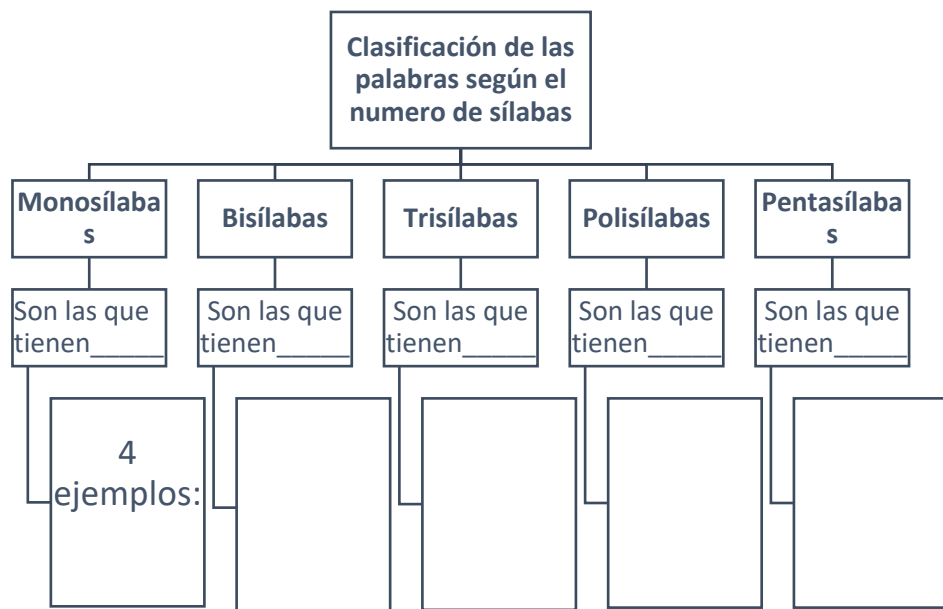 Clasificación de las
palabras según el
numero de sílabas
Monosílaba
s
Bisílabas
Trisílabas
Polisílabas
Pentasílaba
s
Son las que
tienen_____
Son las que
tienen_____
Son las que
tienen_____
Son las que
tienen_____
Son las que
tienen_____
4
ejemplos: